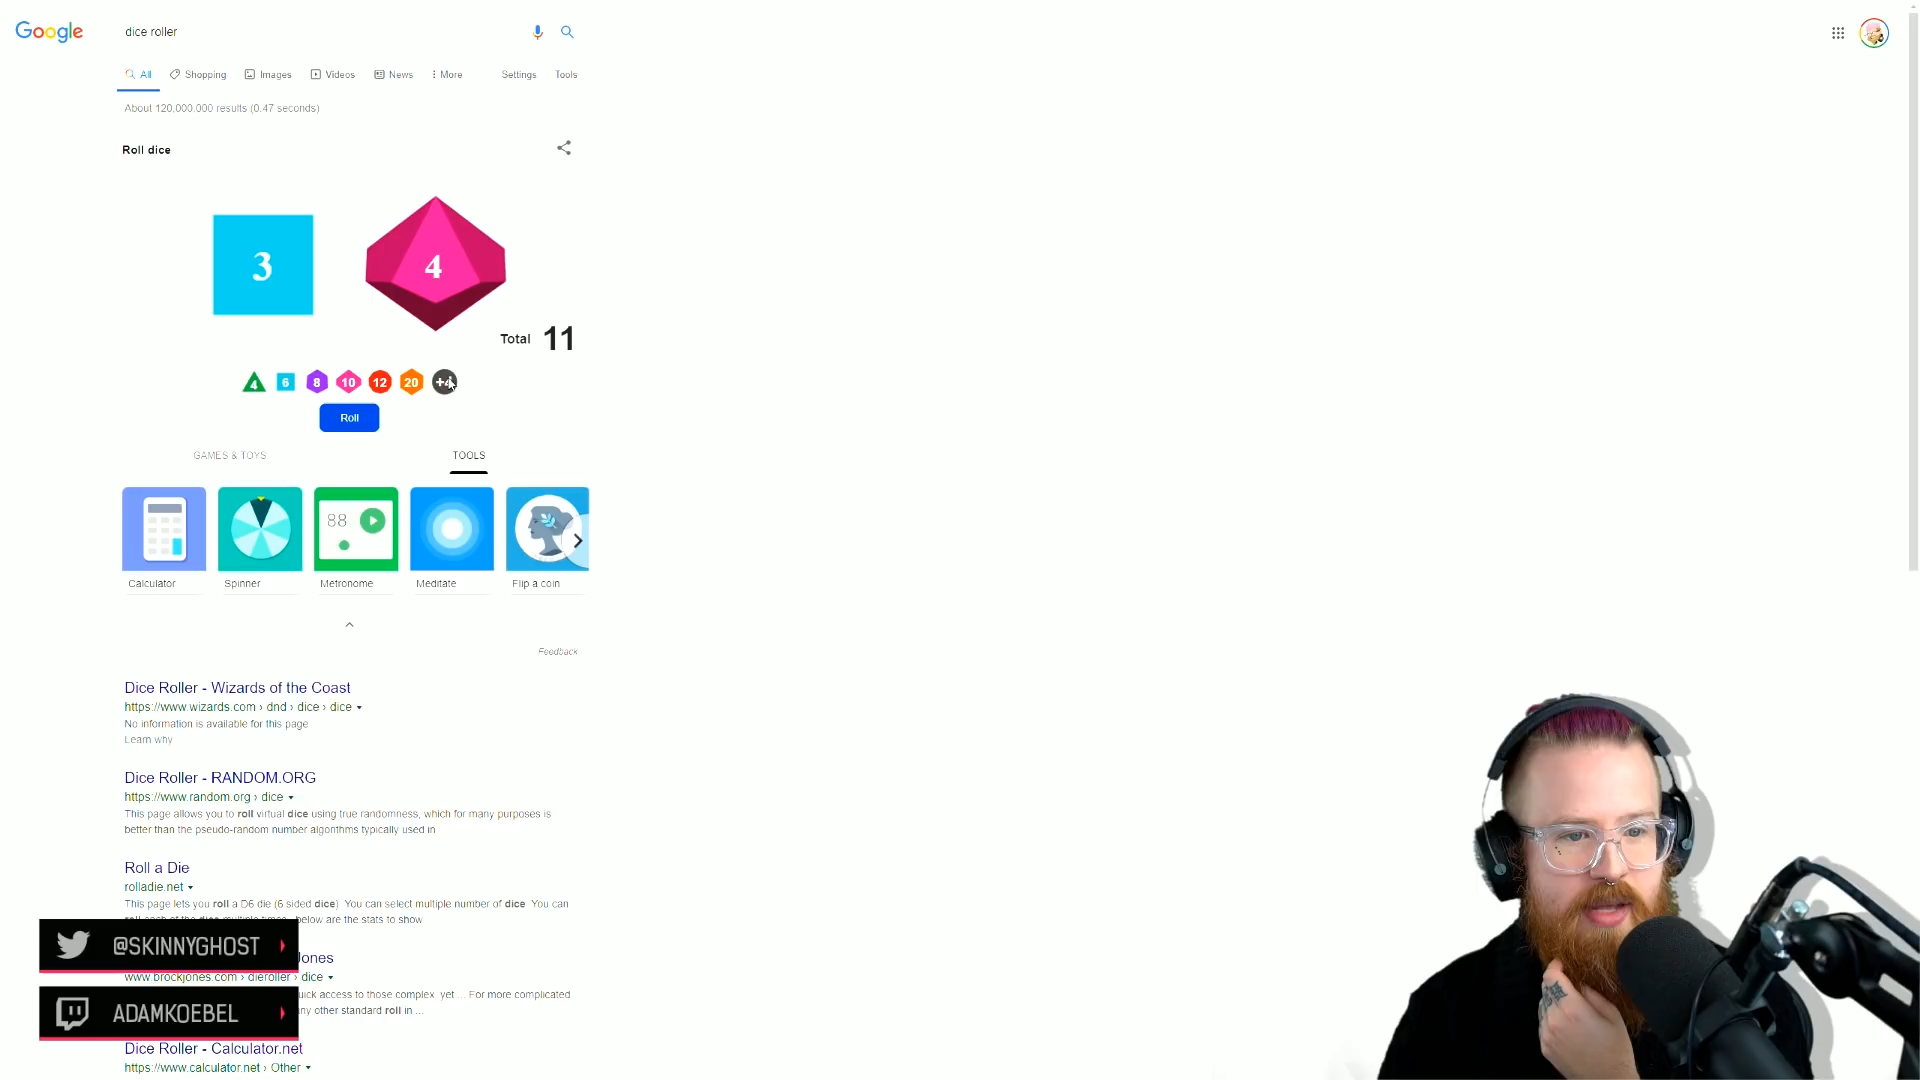 Google
dice roller
All Shopping Images Videos News More Settings Tools
About 120,000,000 results (0.47 seconds)
Roll dice
3
4
Total 11
4 6 8 10 12 20
Roll
GAMES & TOYS TOOLS
88
Calculator Spinner Metronome Meditate Flip a coin
Feedback
Dice Roller - Wizards of the Coast
https://www.wizards.com › dnd › dice › dice
No information is available for this page
Learn why
Dice Roller - RANDOM.ORG
https://www.random.org › dice
This page allows you to roll virtual dice using true randomness, which for many purposes is
better than the pseudo-random number algorithms typically used in
Roll a Die
rolladie.net
This page lets you roll a D6 die (6 sided dice) You can select multiple number of dice You can
below are the stats to show
@SKINNYGHOST
Jones
www.brockjones.com › dieroller › dice
quick access to those complex, yet ... For more complicated
any other standard roll in ...
ADAMKOEBEL
Dice Roller - Calculator.net
https://www.calculator.net › Other